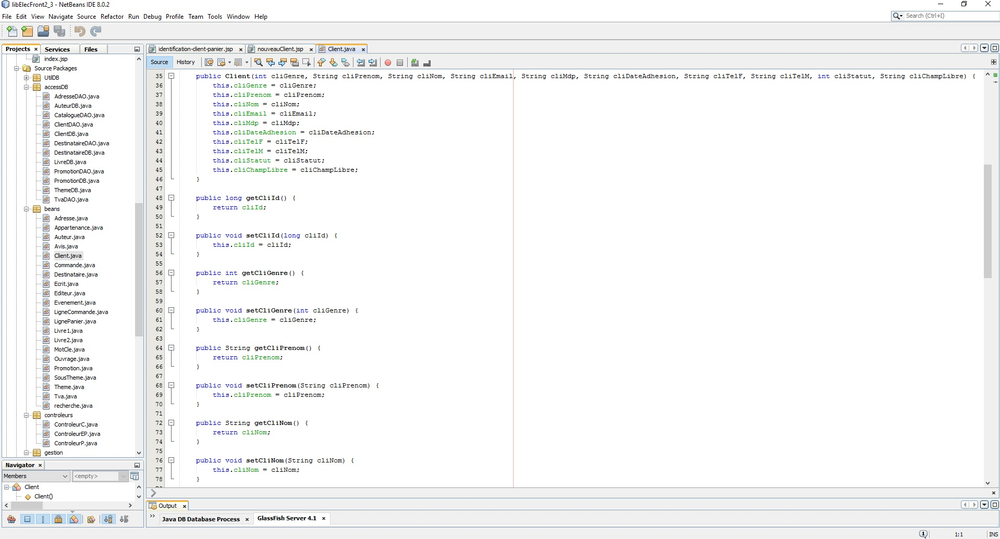 libElecFront2_3 - NetBeans IDE 8.0.2
File Edit View Navigate Source Refactor Run Debug Profile Team Tools Window Help
Search (Ctrl+I)
Projects Services Files
index.jsp
Source Packages
UtilDB
accessDB
AdresseDAO.java
AuteurDB.java
CatalogueDAO.java
ClientDAO.java
ClientDB.java
DestinataireDAO.java
DestinataireDB.java
LivreDB.java
PromotionDAO.java
PromotionDB.java
ThemeDB.java
TvaDAO.java
beans
Adresse.java
Appartenance.java
Auteur.java
Avis.java
Client.java
Commande.java
Destinataire.java
Ecrit.java
Editeur.java
Evenement.java
LigneCommande.java
LignePanier.java
Livre1.java
Livre2.java
MotCle.java
Ouvrage.java
Promotion.java
SousTheme.java
Theme.java
Tva.java
recherche.java
controleurs
ControleurC.java
ControleurEP.java
ControleurP.java
gestion
Navigator
Members <empty>
Client
Client()
identification-client-panier.jsp nouveauClient.jsp Client.java
Source History
35 public Client(int cliGenre, String cliPrenom, String cliNom, String cliEmail, String cliMdp, String cliDateAdhesion, String cliTelF, String cliTelM, int cliStatut, String cliChampLibre) {
36 this.cliGenre = cliGenre;
37 this.cliPrenom = cliPrenom;
38 this.cliNom = cliNom;
39 this.cliEmail = cliEmail;
40 this.cliMdp = cliMdp;
41 this.cliDateAdhesion = cliDateAdhesion;
42 this.cliTelF = cliTelF;
43 this.cliTelM = cliTelM;
44 this.cliStatut = cliStatut;
45 this.cliChampLibre = cliChampLibre;
46 }
47
48 public long getCliId() {
49 return cliId;
50 }
51
52 public void setCliId(long cliId) {
53 this.cliId = cliId;
54 }
55
56 public int getCliGenre() {
57 return cliGenre;
58 }
59
60 public void setCliGenre(int cliGenre) {
61 this.cliGenre = cliGenre;
62 }
63
64 public String getCliPrenom() {
65 return cliPrenom;
66 }
67
68 public void setCliPrenom(String cliPrenom) {
69 this.cliPrenom = cliPrenom;
70 }
71
72 public String getCliNom() {
73 return cliNom;
74 }
75
76 public void setCliNom(String cliNom) {
77 this.cliNom = cliNom;
78 }
Output
Java DB Database Process GlassFish Server 4.1
1 1:1 INS